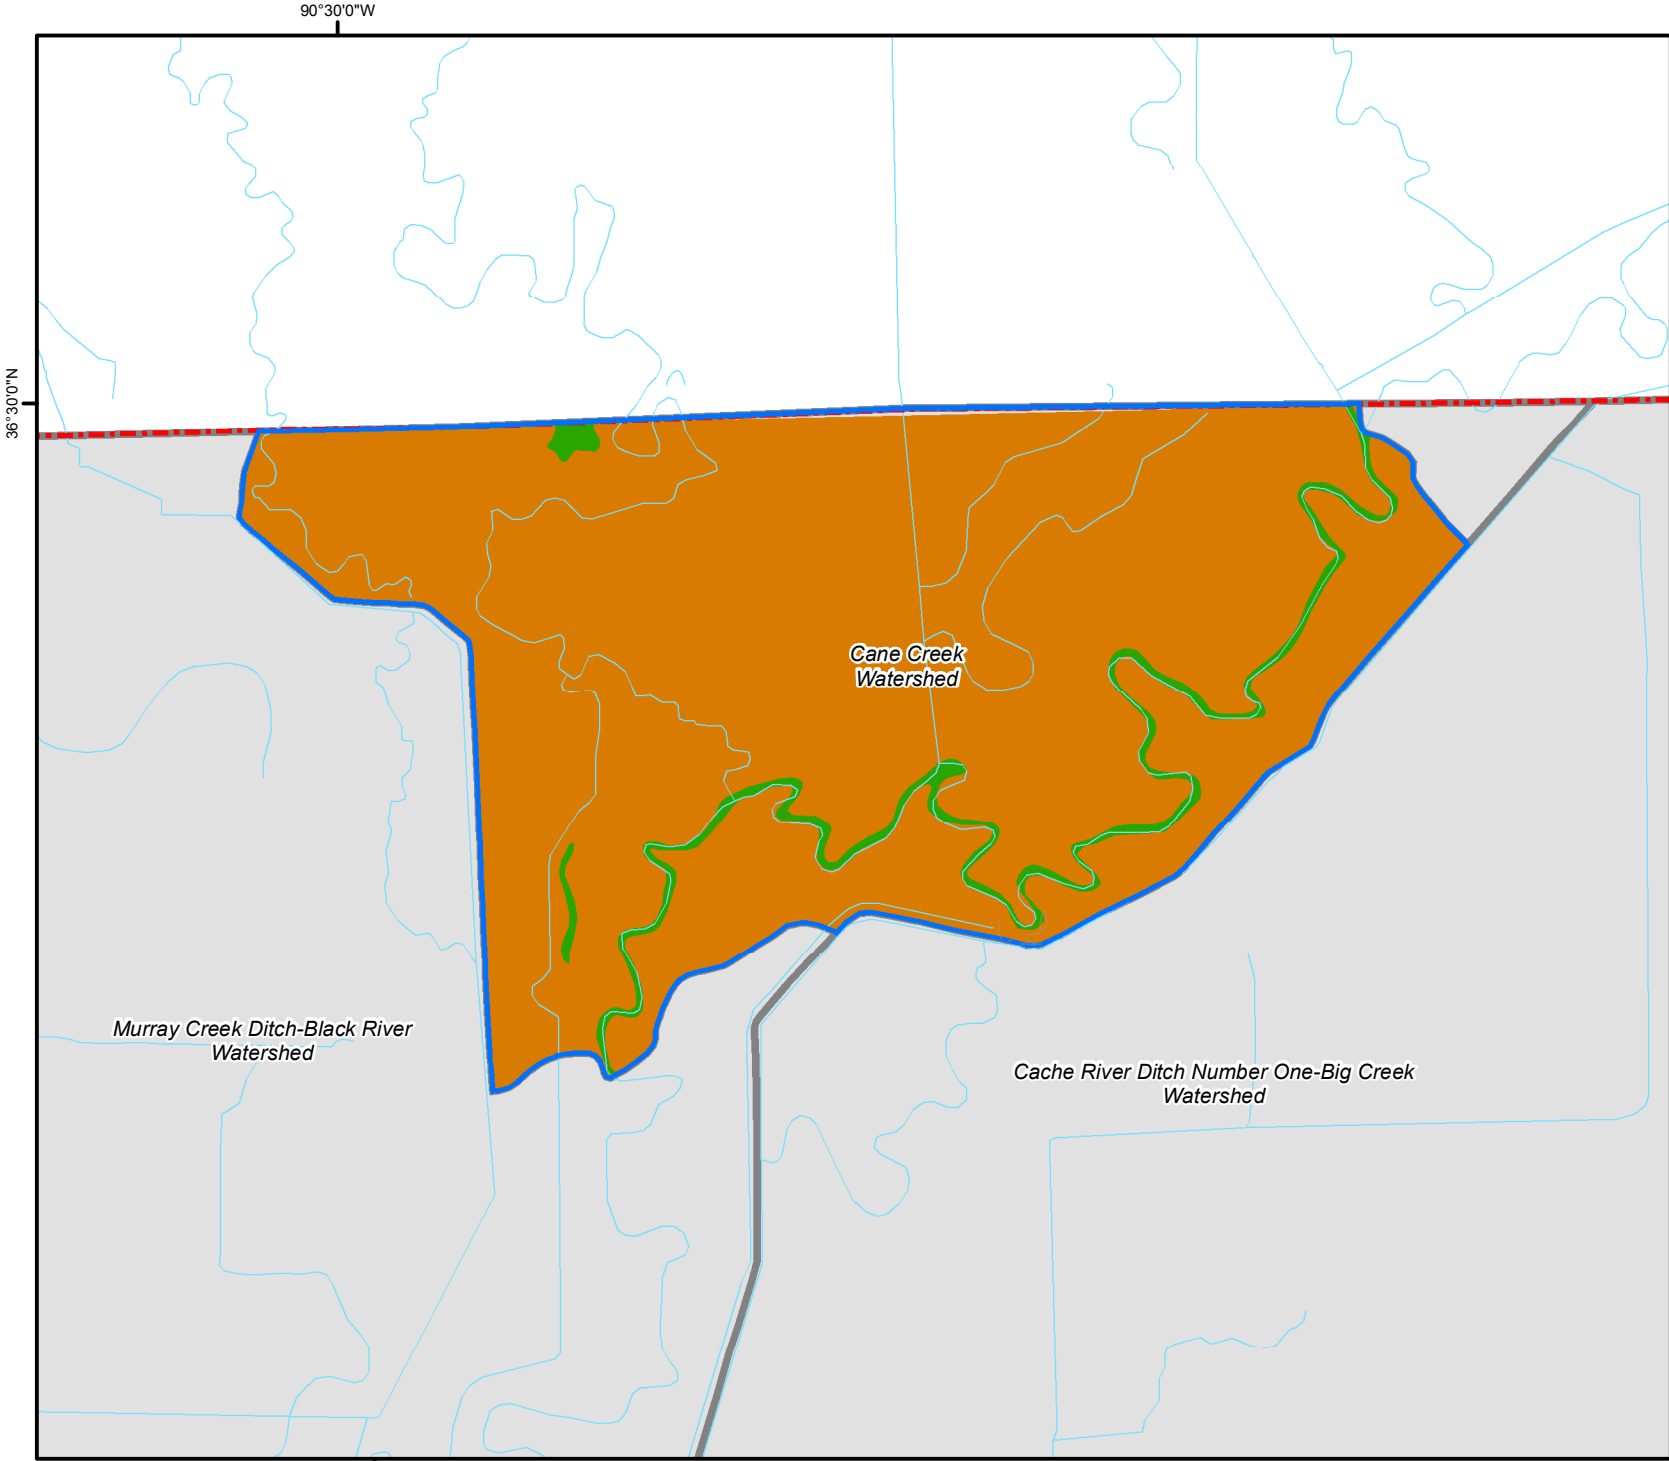 90°30'0"W
36°30'0"N
Cane Creek
Watershed
Murray Creek Ditch-Black River
Watershed
Cache River Ditch Number One-Big Creek
Watershed